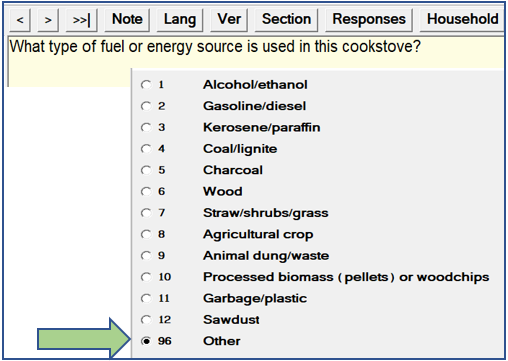 < > >>| Note Lang Ver Section Responses Household
What type of fuel or energy source is used in this cookstove?
1 Alcohol/ethanol
2 Gasoline/diesel
3 Kerosene/paraffin
4 Coal/lignite
5 Charcoal
6 Wood
7 Straw/shrubs/grass
8 Agricultural crop
9 Animal dung/waste
10 Processed biomass (pellets) or woodchips
11 Garbage/plastic
12 Sawdust
96 Other